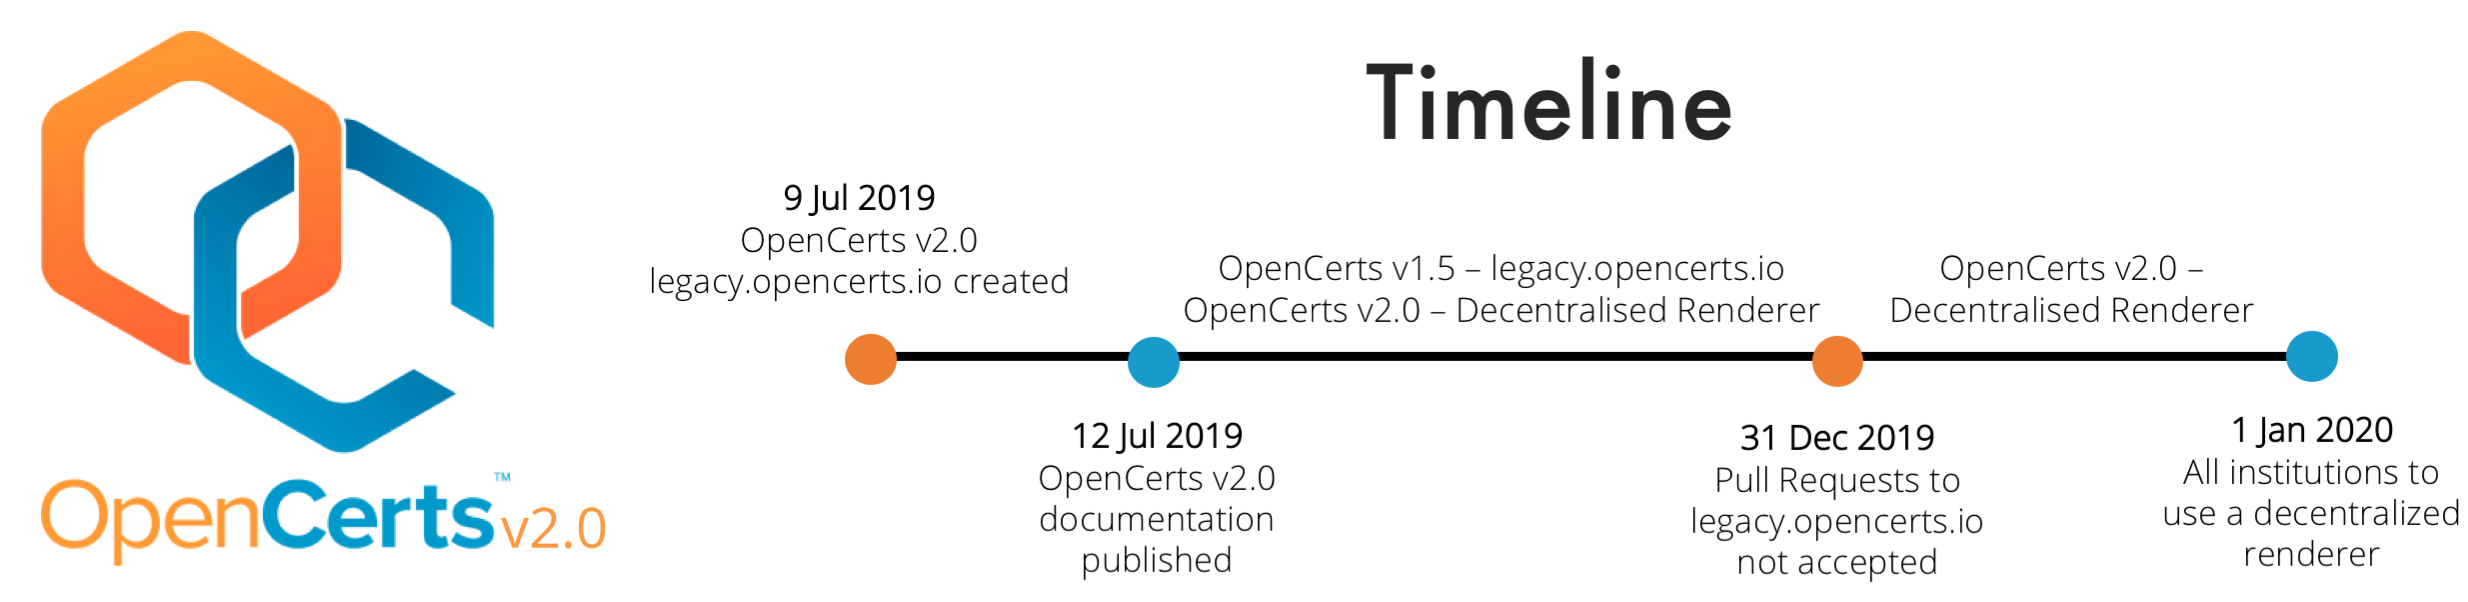 Timeline
9 Jul 2019
OpenCerts v2.0
legacy.opencerts.io created
OpenCerts v1.5 – legacy.opencerts.io
OpenCerts v2.0 – Decentralised Renderer
OpenCerts v2.0 –
Decentralised Renderer
12 Jul 2019
OpenCerts v2.0
documentation
published
31 Dec 2019
Pull Requests to
legacy.opencerts.io
not accepted
1 Jan 2020
All institutions to
use a decentralized
renderer
OpenCerts™ v2.0